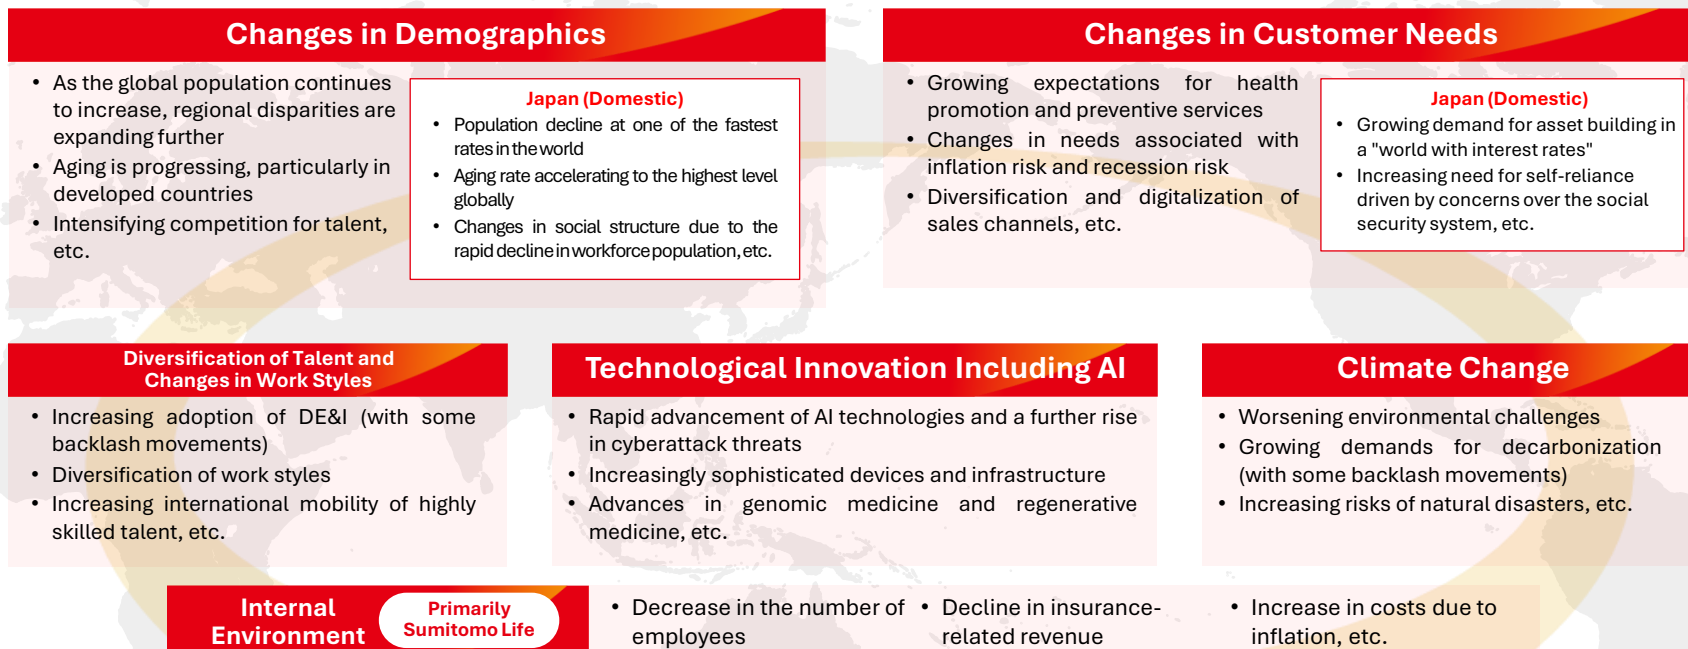 Changes in Demographics
• As the global population continues
to increase, regional disparities are
expanding further
• Aging is progressing, particularly in
developed countries
• Intensifying competition for talent,
etc.
Japan (Domestic)
• Population decline at one of the fastest
rates in the world
• Aging rate accelerating to the highest level
globally
• Changes in social structure due to the
rapid decline in workforce population, etc.
Changes in Customer Needs
• Growing expectations for health
promotion and preventive services
• Changes in needs associated with
inflation risk and recession risk
• Diversification and digitalization of
sales channels, etc.
Japan (Domestic)
• Growing demand for asset building in
a "world with interest rates"
• Increasing need for self-reliance
driven by concerns over the social
security system, etc.
Diversification of Talent and
Changes in Work Styles
• Increasing adoption of DE&I (with some
backlash movements)
• Diversification of work styles
• Increasing international mobility of highly
skilled talent, etc.
Technological Innovation Including AI
• Rapid advancement of AI technologies and a further rise
in cyberattack threats
• Increasingly sophisticated devices and infrastructure
• Advances in genomic medicine and regenerative
medicine, etc.
Climate Change
• Worsening environmental challenges
• Growing demands for decarbonization
(with some backlash movements)
• Increasing risks of natural disasters, etc.
Internal
Environment
Primarily
Sumitomo Life
• Decrease in the number of
employees
• Decline in insurance-
related revenue
• Increase in costs due to
inflation, etc.